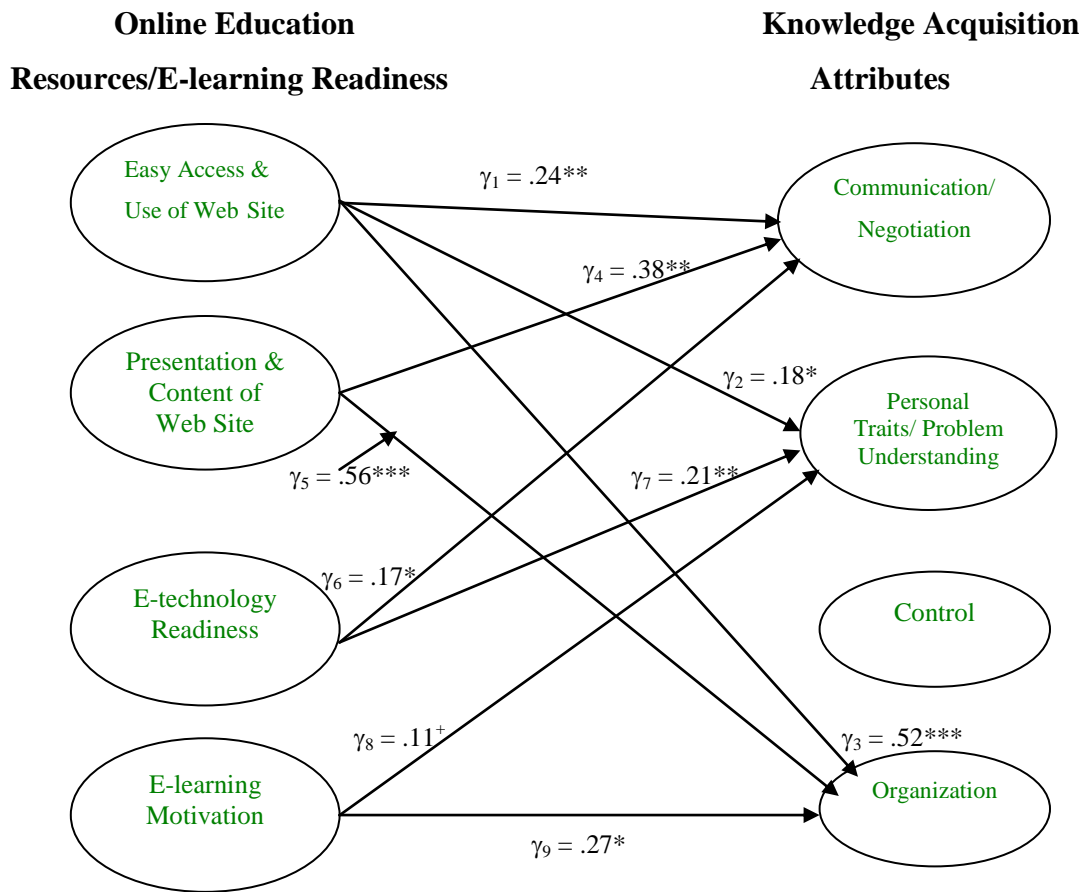 Online Education
Resources/E-learning Readiness
Knowledge Acquisition
Attributes
Easy Access &
Use of Web Site
γ1 = .24**
Communication/
Negotiation
γ4 = .38**
Presentation &
Content of
Web Site
γ2 = .18*
Personal
Traits/ Problem
Understanding
γ5 = .56***
γ7 = .21**
E-technology
Readiness
γ6 = .17*
Control
γ8 = .11+
γ3 = .52***
E-learning
Motivation
Organization
γ9 = .27*